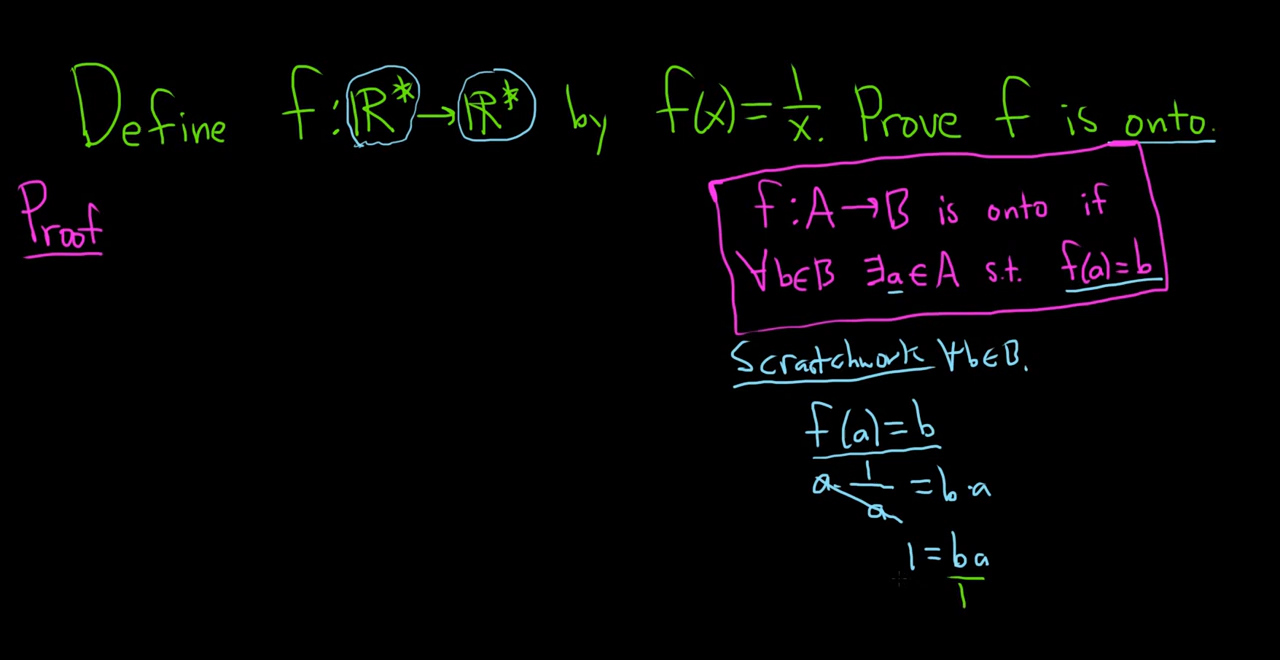 Define f:ℝ*→ℝ* by f(x)=1/x. Prove f is onto.
Proof
f:A→B is onto if
∀b∈B ∃a∈A s.t. f(a)=b
Scratchwork ∀b∈B.
f(a)=b
a·1/a=b·a
1=ba
1